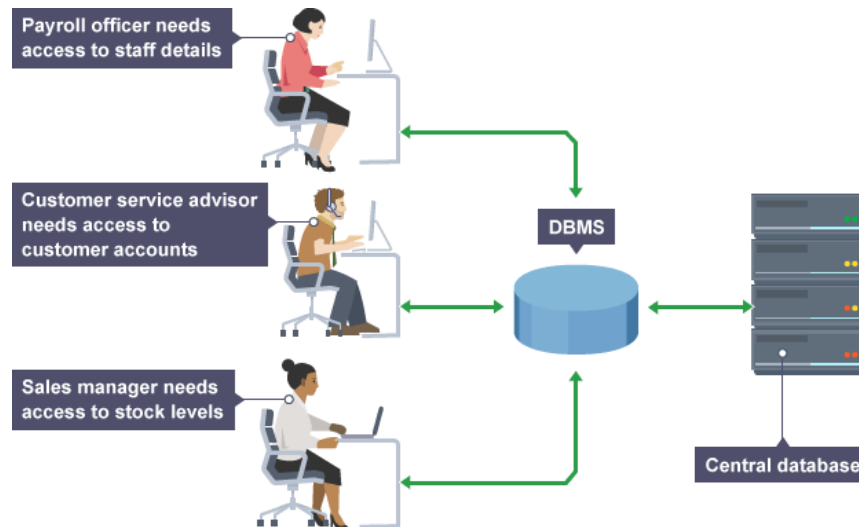 Payroll officer needs
access to staff details
Customer service advisor
needs access to
customer accounts
Sales manager needs
access to stock levels
DBMS
Central database